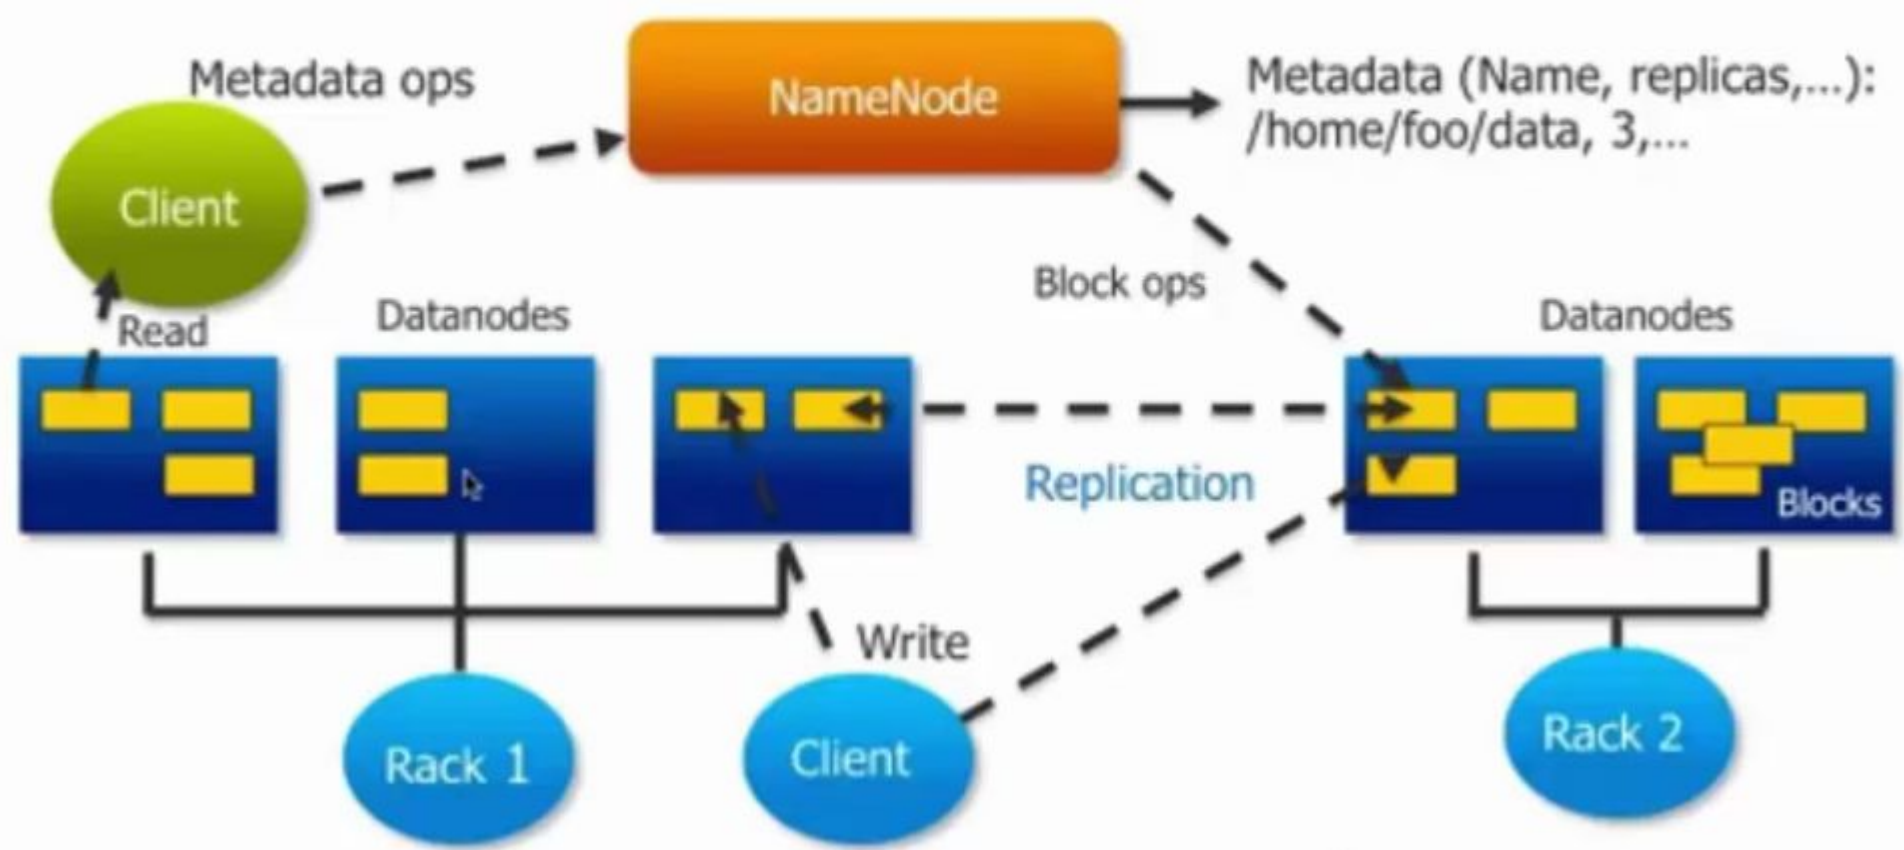 Metadata ops
NameNode
Metadata (Name, replicas,...):
/home/foo/data, 3,...
Client
Block ops
Read
Datanodes
Datanodes
Replication
Blocks
Write
Rack 1
Client
Rack 2